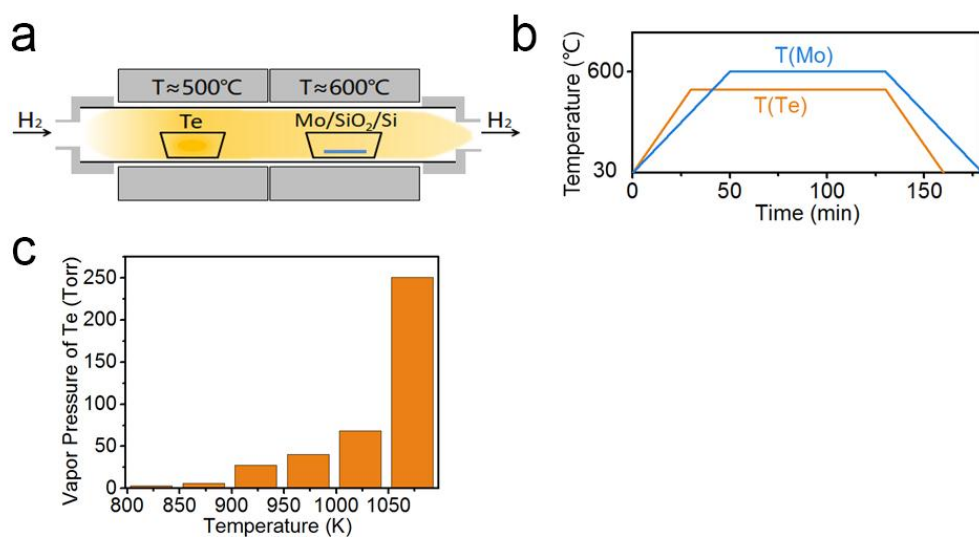 a
T≈500℃ T≈600℃
H₂ Te Mo/SiO₂/Si H₂
b
Temperature (℃)
600
30
T(Mo)
T(Te)
0 50 100 150
Time (min)
c
Vapor Pressure of Te (Torr)
250
200
150
100
50
0
800 850 900 950 1000 1050
Temperature (K)